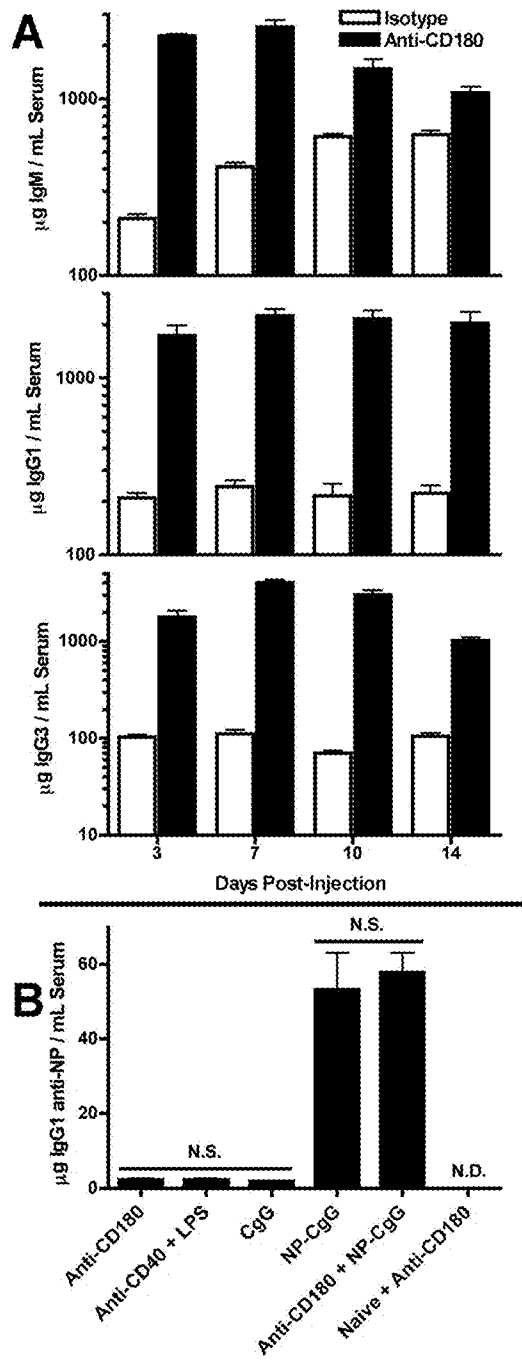 A
Isotype
Anti-CD180
µg IgM / mL Serum
1000
100
µg IgG1 / mL Serum
1000
100
µg IgG3 / mL Serum
1000
100
10
3 7 10 14
Days Post-Injection
B
µg IgG1 anti-NP / mL Serum
60
40
20
0
N.S.
N.S.
N.D.
Anti-CD180
Anti-CD40 + LPS
CgG
NP-CgG
Anti-CD180 + NP-CgG
Naive + Anti-CD180